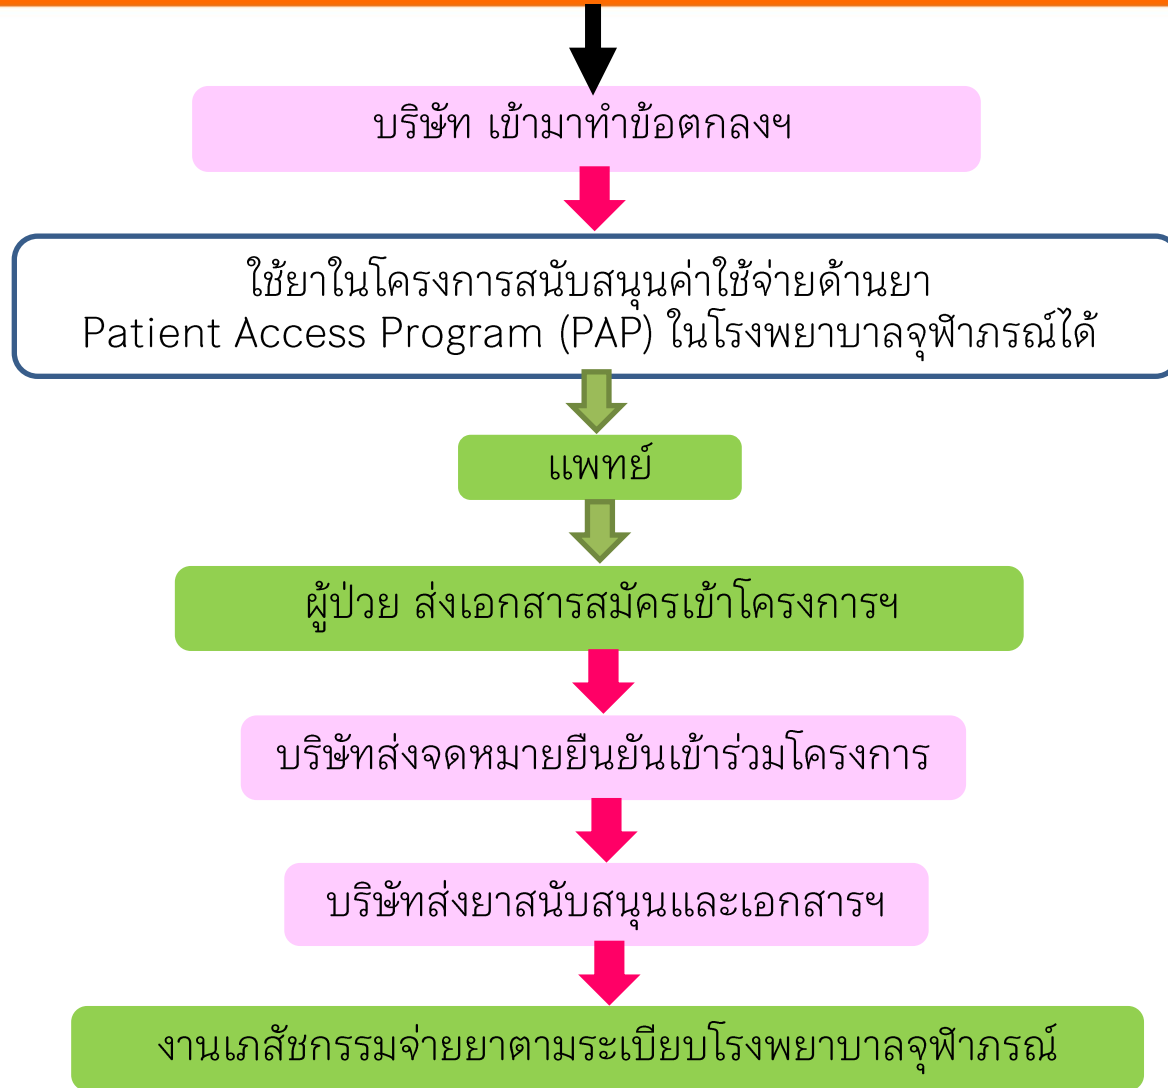 บริษัท เข้ามาทำข้อตกลงฯ
ใช้ยาในโครงการสนับสนุนค่าใช้จ่ายด้านยา
Patient Access Program (PAP) ในโรงพยาบาลจุฬาภรณ์ได้
แพทย์
ผู้ป่วย ส่งเอกสารสมัครเข้าโครงการฯ
บริษัทส่งจดหมายยืนยันเข้าร่วมโครงการ
บริษัทส่งยาสนับสนุนและเอกสารฯ
งานเภสัชกรรมจ่ายยาตามระเบียบโรงพยาบาลจุฬาภรณ์